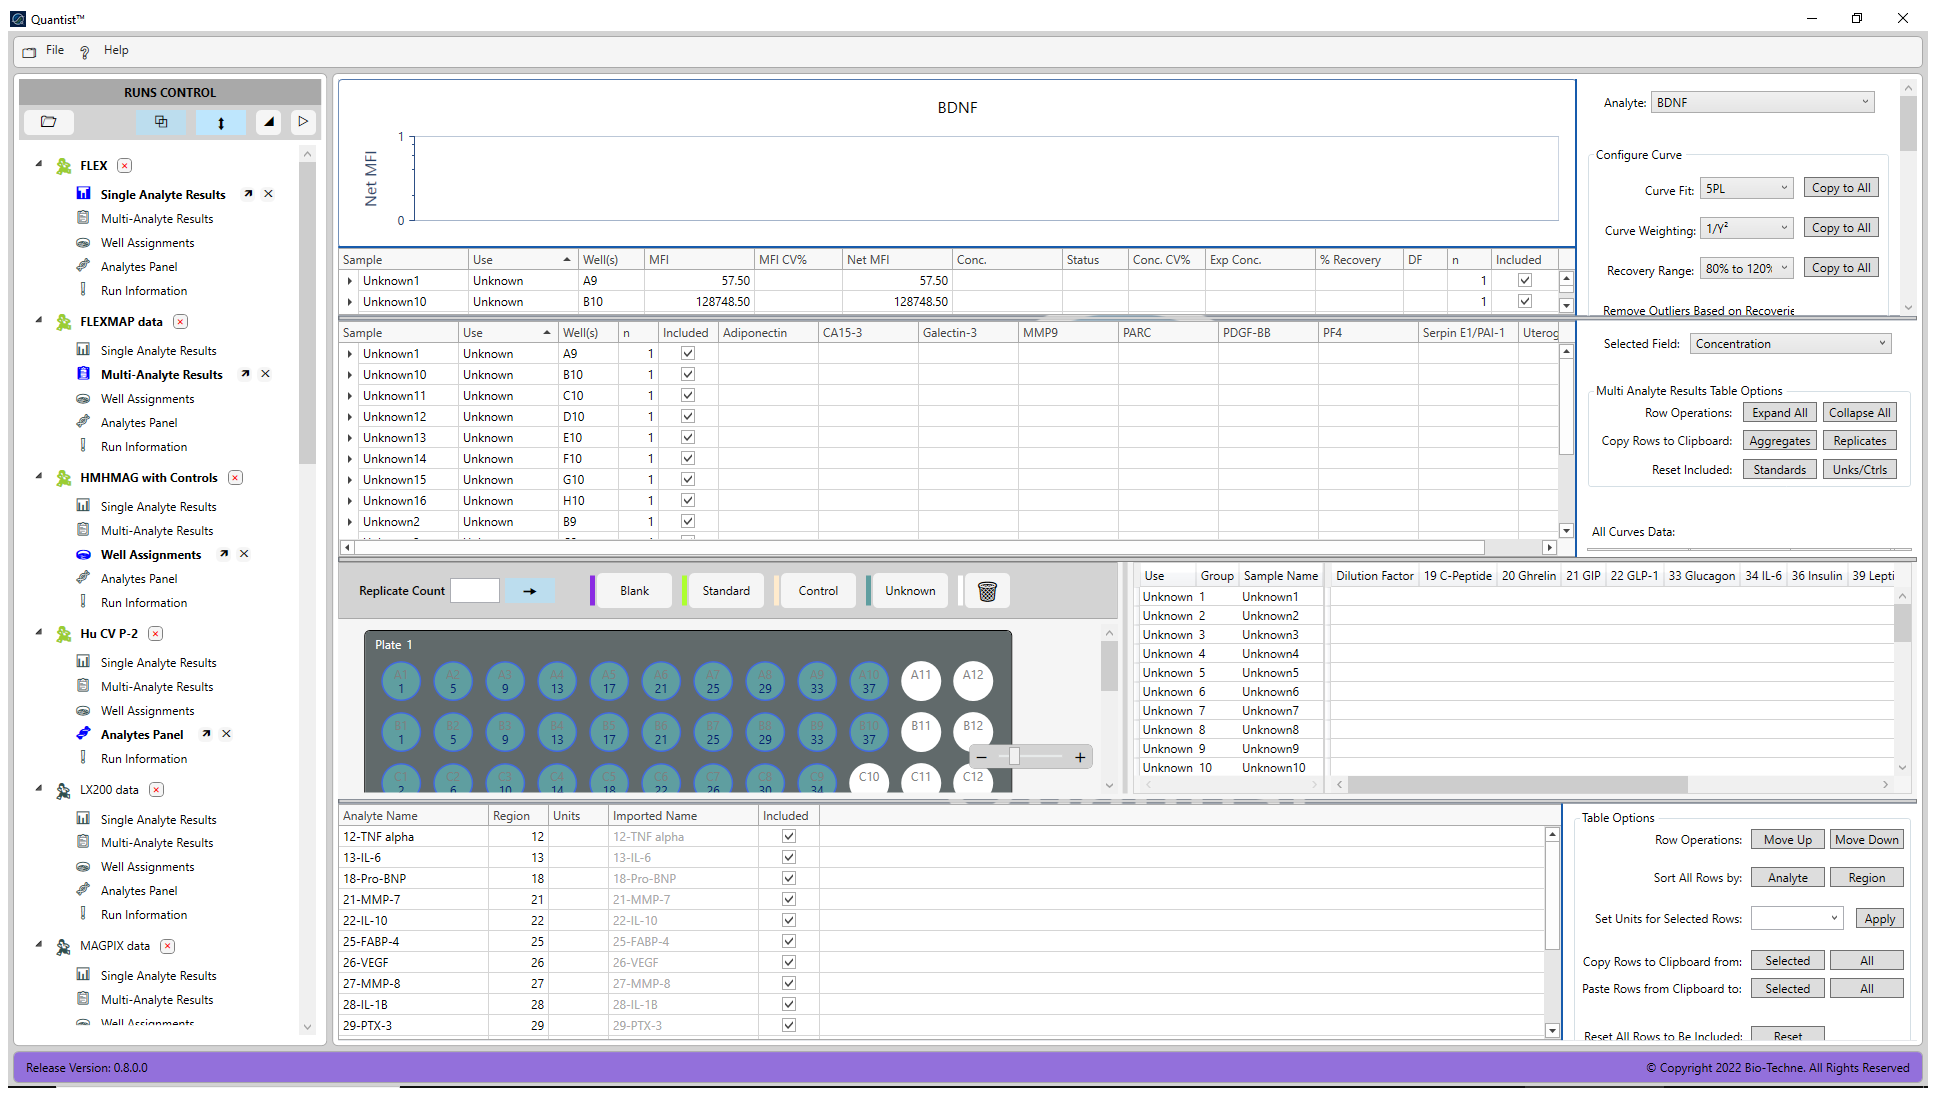 Quantist™
File Help
RUNS CONTROL
FLEX
Single Analyte Results
Multi-Analyte Results
Well Assignments
Analytes Panel
Run Information
FLEXMAP data
Single Analyte Results
Multi-Analyte Results
Well Assignments
Analytes Panel
Run Information
HMHMAG with Controls
Single Analyte Results
Multi-Analyte Results
Well Assignments
Analytes Panel
Run Information
Hu CV P-2
Single Analyte Results
Multi-Analyte Results
Well Assignments
Analytes Panel
Run Information
LX200 data
Single Analyte Results
Multi-Analyte Results
Well Assignments
Analytes Panel
Run Information
MAGPIX data
Single Analyte Results
Multi-Analyte Results
Well Assignments
BDNF
Net MFI
1
0
Sample Use Well(s) MFI MFI CV% Net MFI Conc. Status Conc. CV% Exp Conc. % Recovery DF n Included
Unknown1 Unknown A9 57.50 57.50 1
Unknown10 Unknown B10 128748.50 128748.50 1
Analyte: BDNF
Configure Curve
Curve Fit: 5PL Copy to All
Curve Weighting: 1/Y² Copy to All
Recovery Range: 80% to 120% Copy to All
Remove Outliers Based on Recoverie
Sample Use Well(s) n Included Adiponectin CA15-3 Galectin-3 MMP9 PARC PDGF-BB PF4 Serpin E1/PAI-1 Uterog
Unknown1 Unknown A9 1
Unknown10 Unknown B10 1
Unknown11 Unknown C10 1
Unknown12 Unknown D10 1
Unknown13 Unknown E10 1
Unknown14 Unknown F10 1
Unknown15 Unknown G10 1
Unknown16 Unknown H10 1
Unknown2 Unknown B9 1
Selected Field: Concentration
Multi Analyte Results Table Options
Row Operations: Expand All Collapse All
Copy Rows to Clipboard: Aggregates Replicates
Reset Included: Standards Unks/Ctrls
All Curves Data:
Replicate Count Blank Standard Control Unknown
Plate 1
A1 A2 A3 A4 A5 A6 A7 A8 A9 A10 A11 A12
1 5 9 13 17 21 25 29 33 37
B1 B2 B3 B4 B5 B6 B7 B8 B9 B10 B11 B12
1 5 9 13 17 21 25 29 33 37
C1 C2 C3 C4 C5 C6 C7 C8 C9 C10 C11 C12
2 6 10 14 18 22 26 30 34
Use Group Sample Name Dilution Factor 19 C-Peptide 20 Ghrelin 21 GIP 22 GLP-1 33 Glucagon 34 IL-6 36 Insulin 39 Lepti
Unknown 1 Unknown1
Unknown 2 Unknown2
Unknown 3 Unknown3
Unknown 4 Unknown4
Unknown 5 Unknown5
Unknown 6 Unknown6
Unknown 7 Unknown7
Unknown 8 Unknown8
Unknown 9 Unknown9
Unknown 10 Unknown10
Analyte Name Region Units Imported Name Included
12-TNF alpha 12 12-TNF alpha
13-IL-6 13 13-IL-6
18-Pro-BNP 18 18-Pro-BNP
21-MMP-7 21 21-MMP-7
22-IL-10 22 22-IL-10
25-FABP-4 25 25-FABP-4
26-VEGF 26 26-VEGF
27-MMP-8 27 27-MMP-8
28-IL-1B 28 28-IL-1B
29-PTX-3 29 29-PTX-3
Table Options
Row Operations: Move Up Move Down
Sort All Rows by: Analyte Region
Set Units for Selected Rows: Apply
Copy Rows to Clipboard from: Selected All
Paste Rows from Clipboard to: Selected All
Reset All Rows to Be Included: Reset
Release Version: 0.8.0.0
© Copyright 2022 Bio-Techne. All Rights Reserved